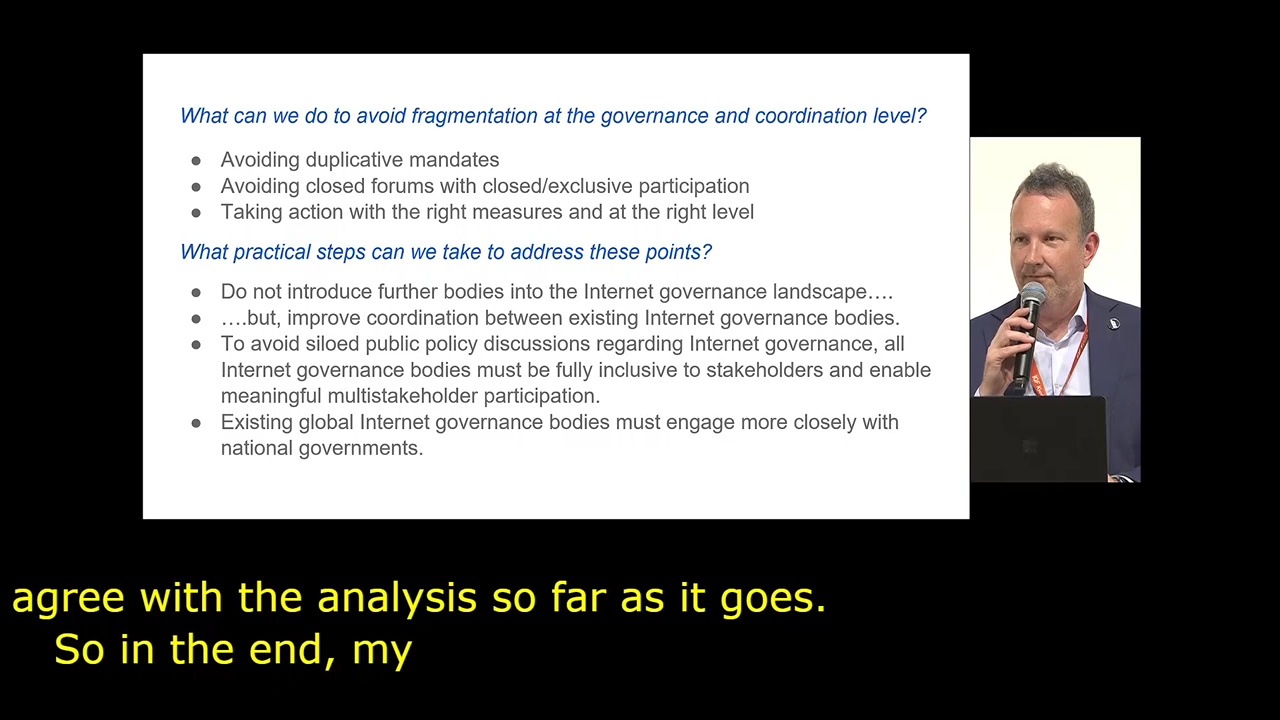 What can we do to avoid fragmentation at the governance and coordination level?
● Avoiding duplicative mandates
● Avoiding closed forums with closed/exclusive participation
● Taking action with the right measures and at the right level
What practical steps can we take to address these points?
● Do not introduce further bodies into the Internet governance landscape….
● ….but, improve coordination between existing Internet governance bodies.
● To avoid siloed public policy discussions regarding Internet governance, all
Internet governance bodies must be fully inclusive to stakeholders and enable
meaningful multistakeholder participation.
● Existing global Internet governance bodies must engage more closely with
national governments.
agree with the analysis so far as it goes.
So in the end, my